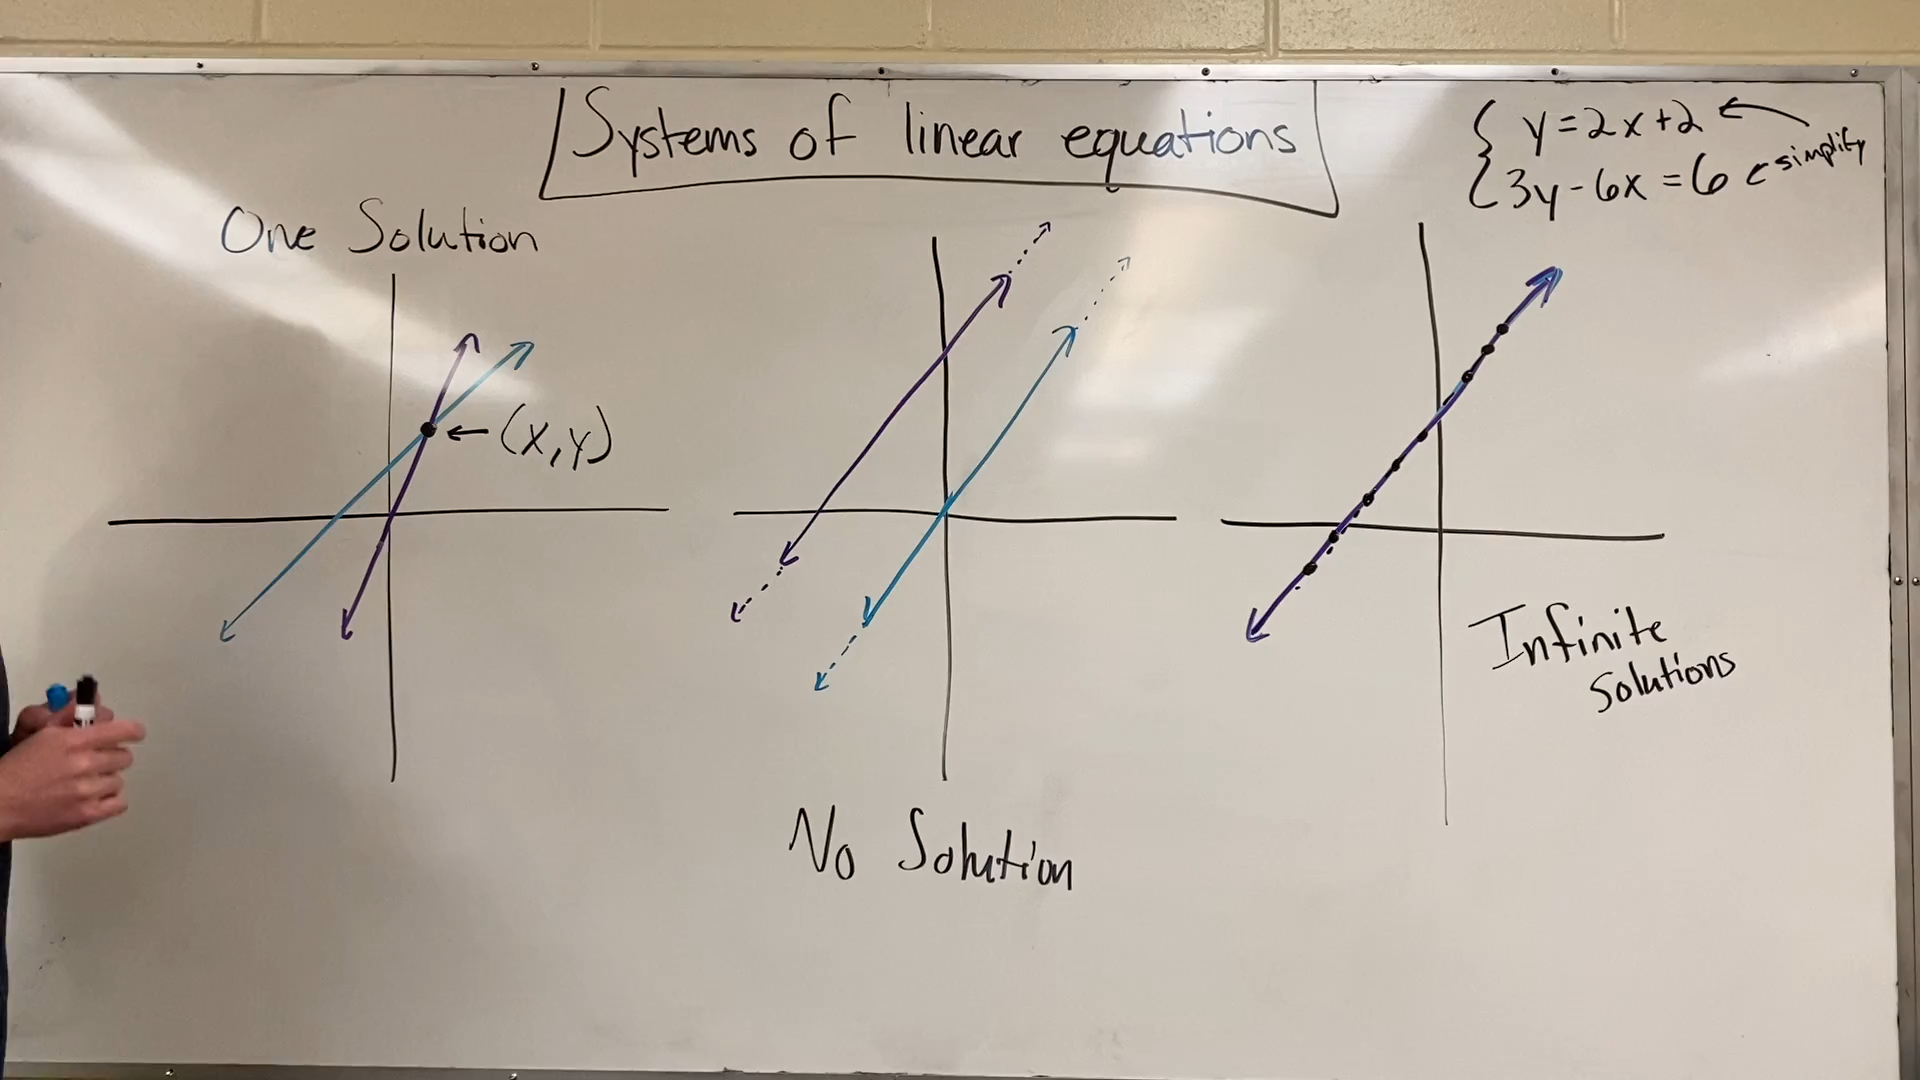 Systems of linear equations
y=2x+2
3y-6x=6 simplify
One Solution
(x,y)
No Solution
Infinite
Solutions